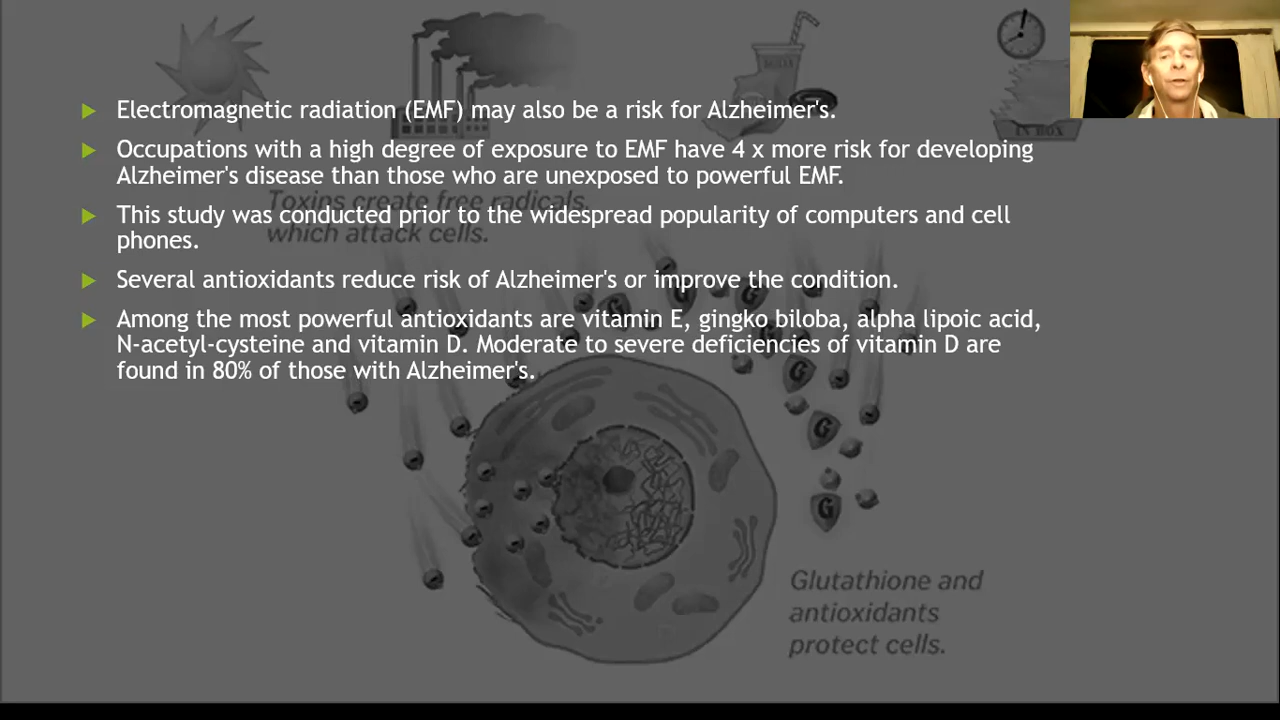 SODA
IN BOX
Electromagnetic radiation (EMF) may also be a risk for Alzheimer's.
Occupations with a high degree of exposure to EMF have 4 x more risk for developing
Alzheimer's disease than those who are unexposed to powerful EMF.
Toxins create free radicals,
which attack cells.
This study was conducted prior to the widespread popularity of computers and cell
phones.
Several antioxidants reduce risk of Alzheimer's or improve the condition.
Among the most powerful antioxidants are vitamin E, gingko biloba, alpha lipoic acid,
N-acetyl-cysteine and vitamin D. Moderate to severe deficiencies of vitamin D are
found in 80% of those with Alzheimer's.
G
G
G
G
G
G
Glutathione and
antioxidants
protect cells.